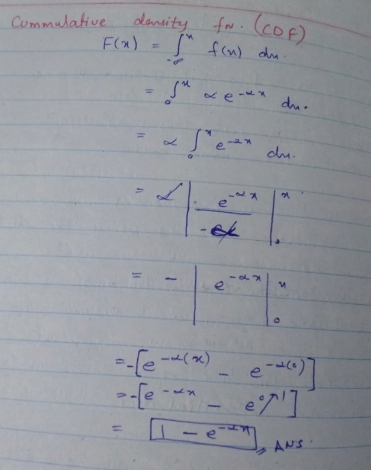 Cummulative density fn. (CDF)
F(x) = ∫_{-∞}^{x} f(x) dx.
= ∫_{0}^{x} α e^{-αx} dx.
= α ∫_{0}^{x} e^{-αx} dx.
= α | e^{-αx} / -α |_{0}^{x}
= - | e^{-αx} |_{0}^{x}
= -[e^{-α(x)} - e^{-α(0)}]
= -[e^{-αx} - e^{0}↗1]
= [1 - e^{-αx}] ⇒ ANS.